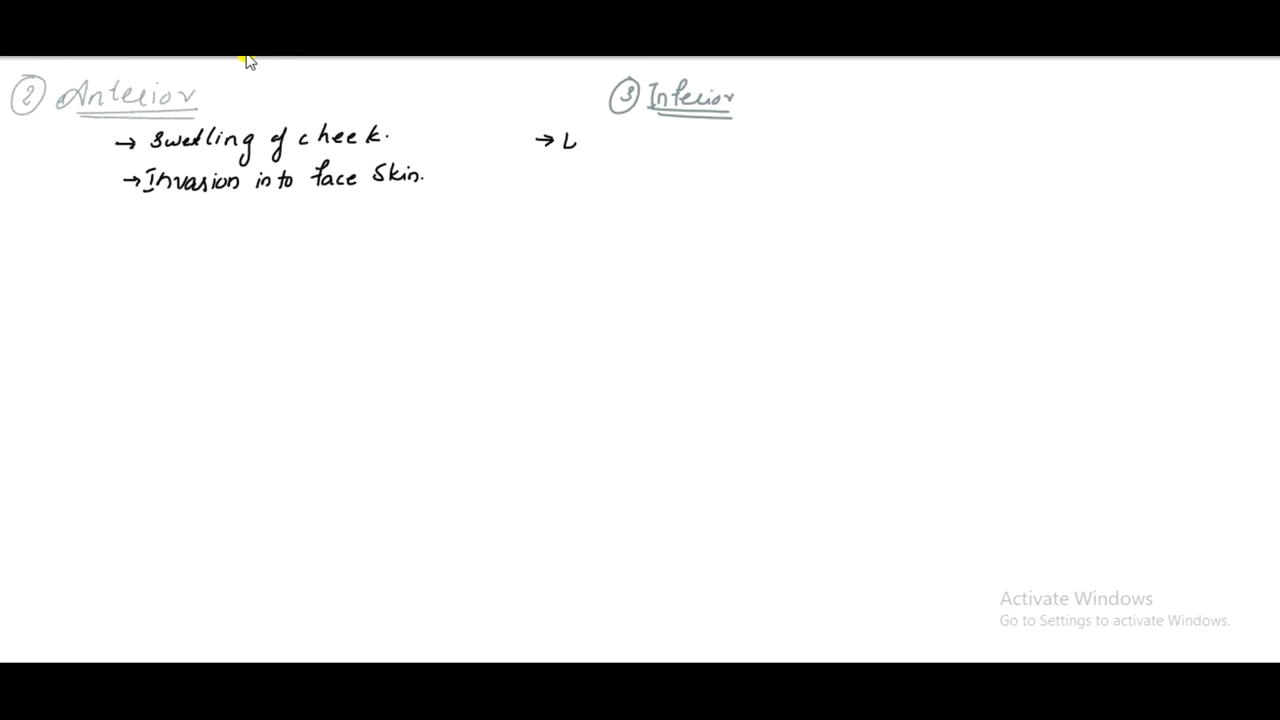 ② Anterior
→ Swelling of cheek.
→ Invasion into face Skin.
③ Inferior
→ L
Activate Windows
Go to Settings to activate Windows.